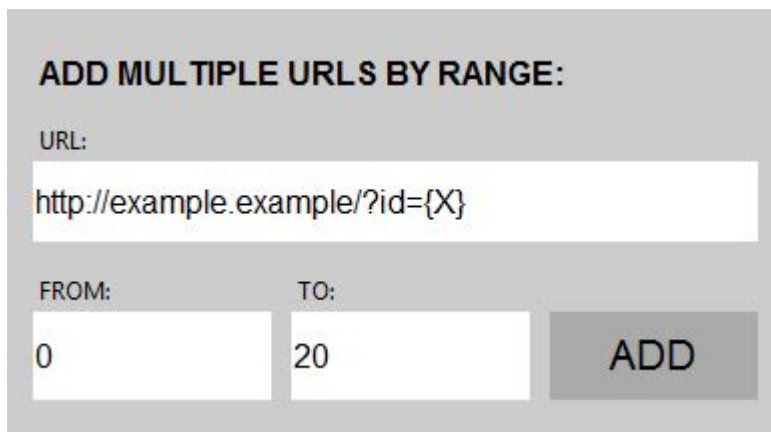 ADD MULTIPLE URLS BY RANGE:
URL:
http://example.example/?id={X}
FROM: TO:
0 20 ADD